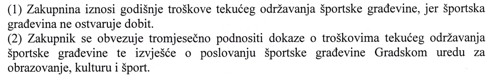 (1) Zakupnina iznosi godišnje troškove tekućeg održavanja športske građevine, jer športska
građevina ne ostvaruje dobit.
(2) Zakupnik se obvezuje tromjesečno podnositi dokaze o troškovima tekućeg održavanja
športske građevine te izvješće o poslovanju športske građevine Gradskom uredu za
obrazovanje, kulturu i šport.